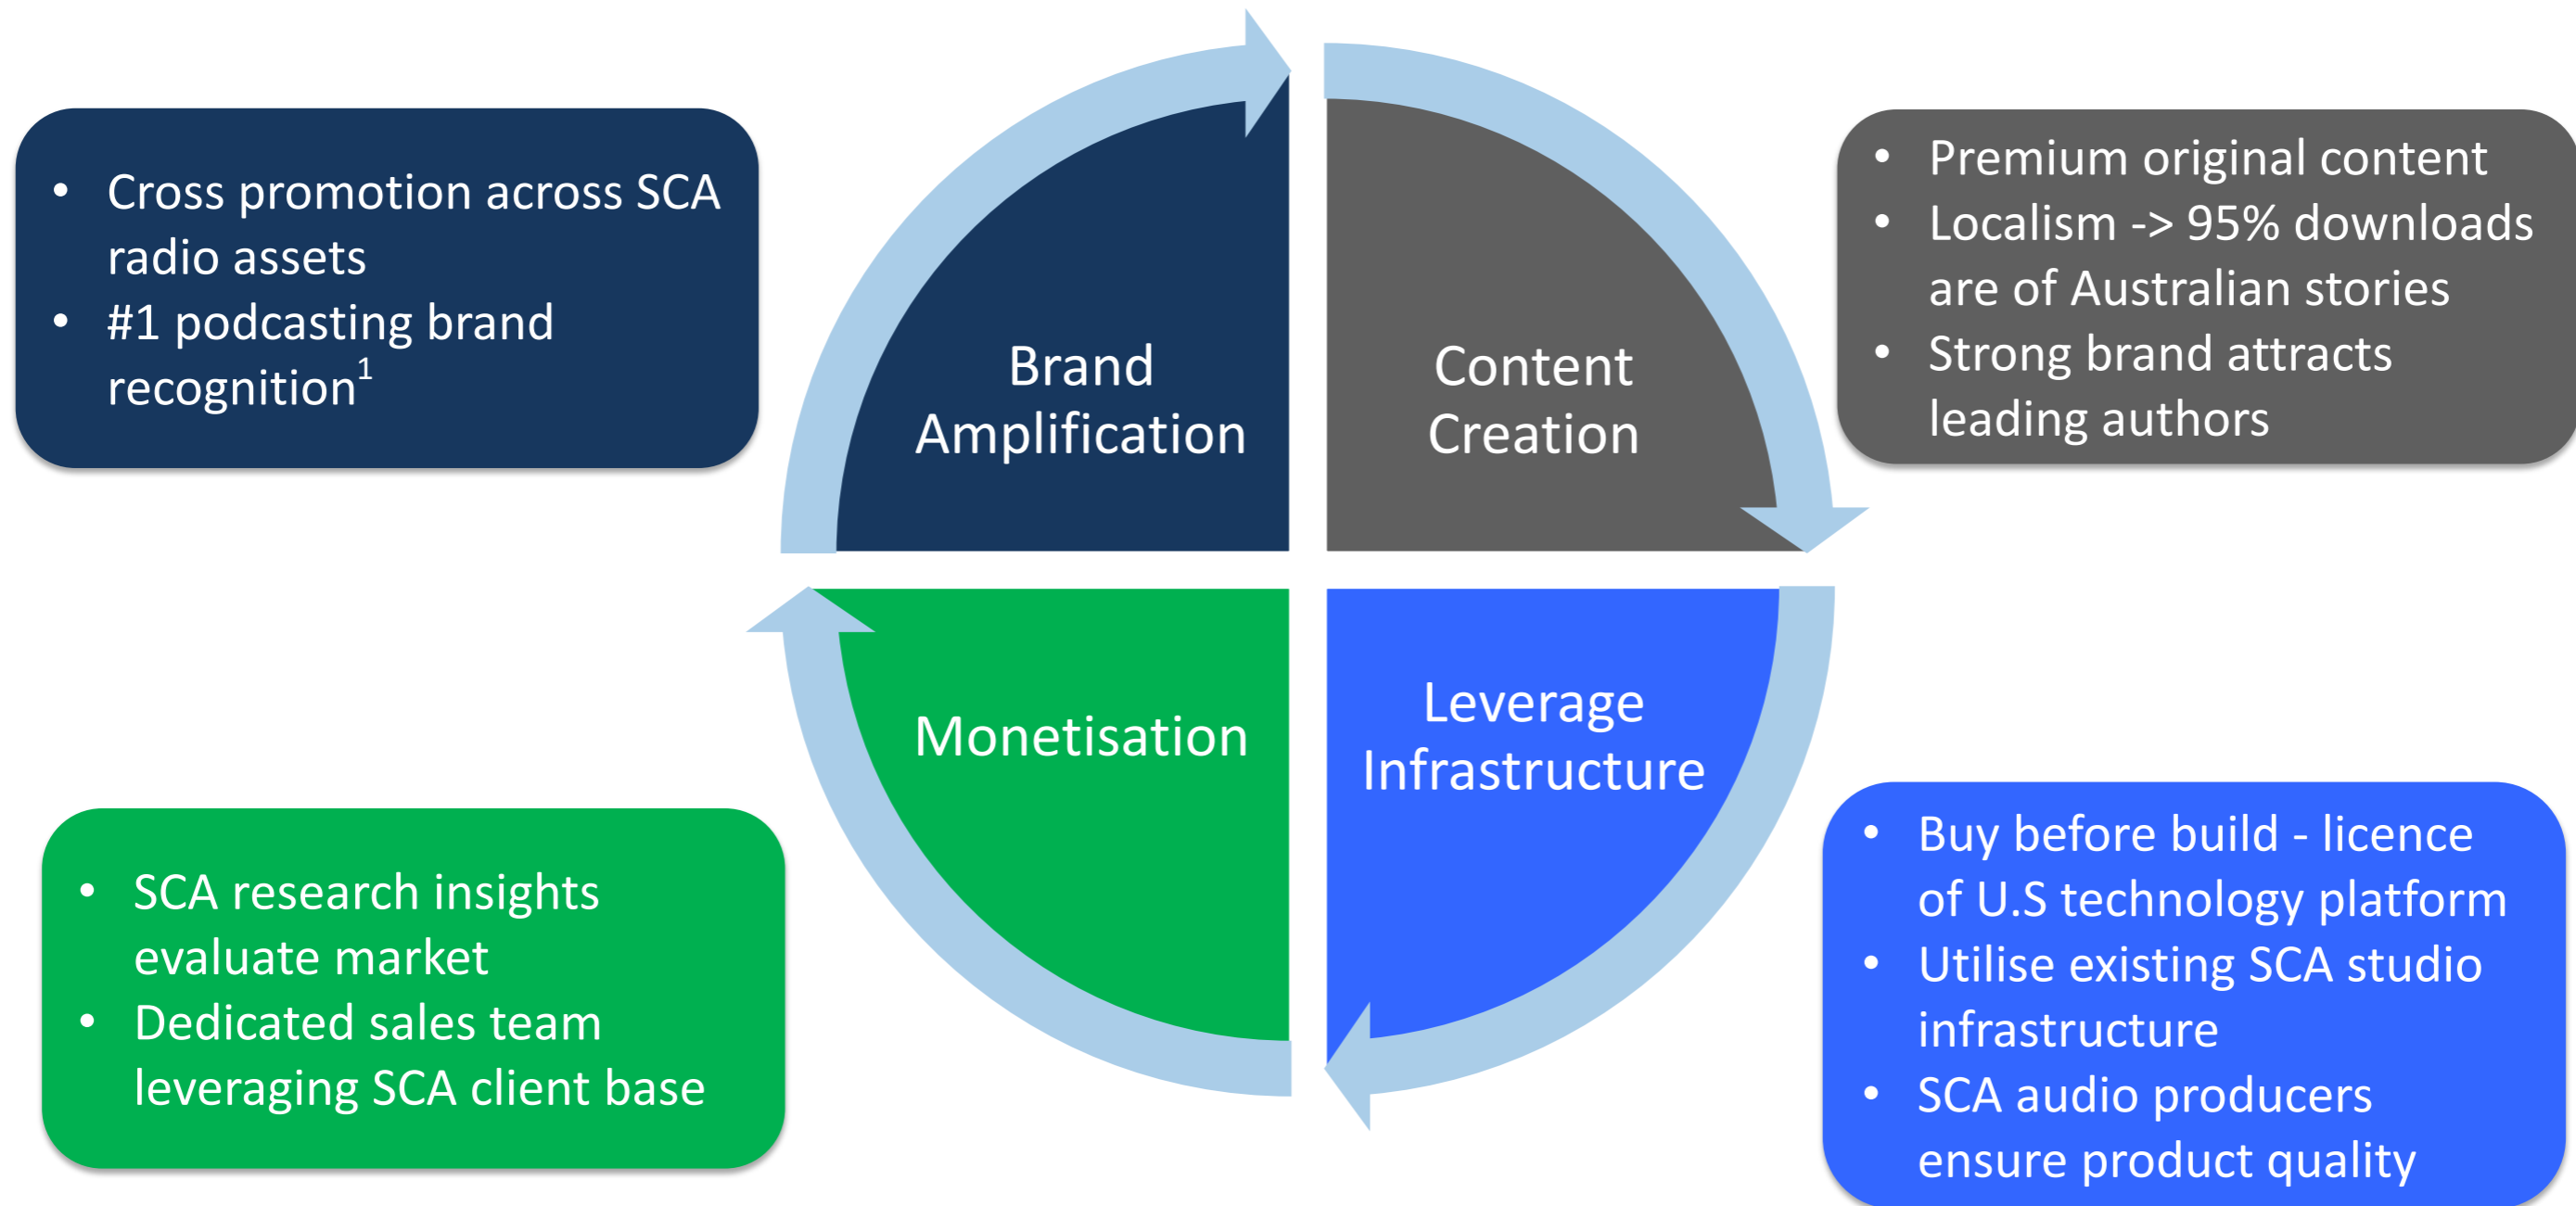 • Cross promotion across SCA
radio assets
• #1 podcasting brand
recognition¹
Brand
Amplification
Content
Creation
• Premium original content
• Localism -> 95% downloads
are of Australian stories
• Strong brand attracts
leading authors
Monetisation
Leverage
Infrastructure
• SCA research insights
evaluate market
• Dedicated sales team
leveraging SCA client base
• Buy before build - licence
of U.S technology platform
• Utilise existing SCA studio
infrastructure
• SCA audio producers
ensure product quality